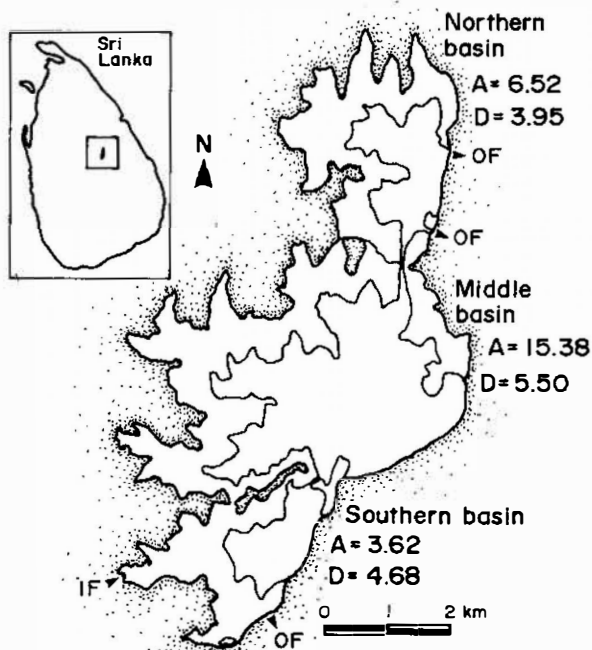 Sri
Lanka
N
Northern
basin
A= 6.52
D= 3.95
OF
OF
Middle
basin
A= 15.38
D= 5.50
Southern basin
A= 3.62
D= 4.68
IF
OF
0 1 2 km